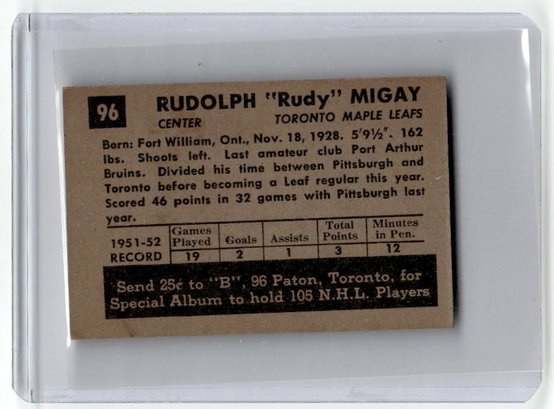 96
RUDOLPH "Rudy" MIGAY
CENTER TORONTO MAPLE LEAFS
Born: Fort William, Ont., Nov. 18, 1928. 5'9½". 162
lbs. Shoots left. Last amateur club Port Arthur
Bruins. Divided his time between Pittsburgh and
Toronto before becoming a Leaf regular this year.
Scored 46 points in 32 games with Pittsburgh last
year.
1951-52 RECORD
Games Played Goals Assists Total Points Minutes in Pen.
19 2 1 3 12
Send 25¢ to "B", 96 Paton, Toronto, for
Special Album to hold 105 N.H.L. Players